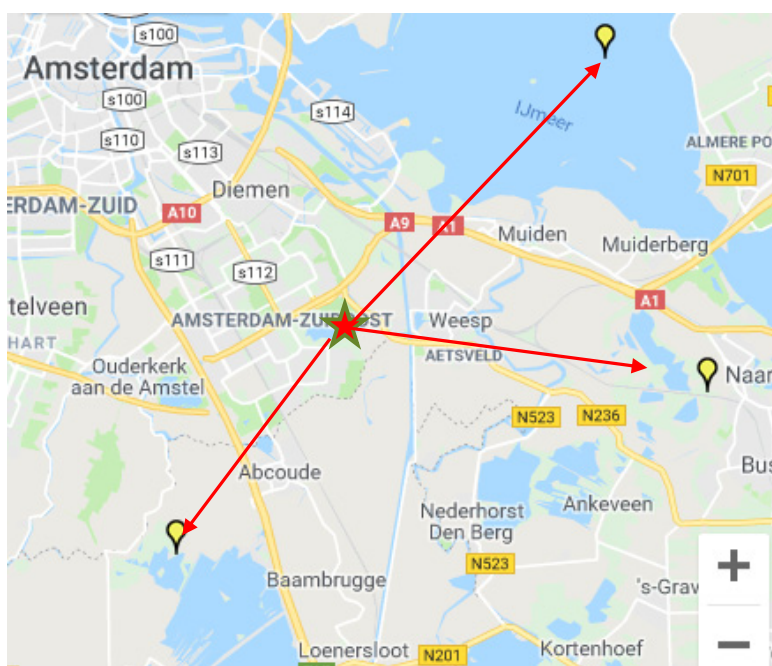 s100
Amsterdam
s100
s114
IJmeer
s110
s113
ALMERE PO
N701
Diemen
ERDAM-ZUID
A10
A9
A1
Muiden
Muiderberg
s111
s112
A1
telveen
AMSTERDAM-ZUID
OST
Weesp
HART
AETSVELD
Ouderkerk
aan de Amstel
Naar
N523
N236
Abcoude
Bus
Nederhorst
Den Berg
Ankeveen
N523
Baambrugge
's-Grav
+
Loenersloot
N201
Kortenhoef
−